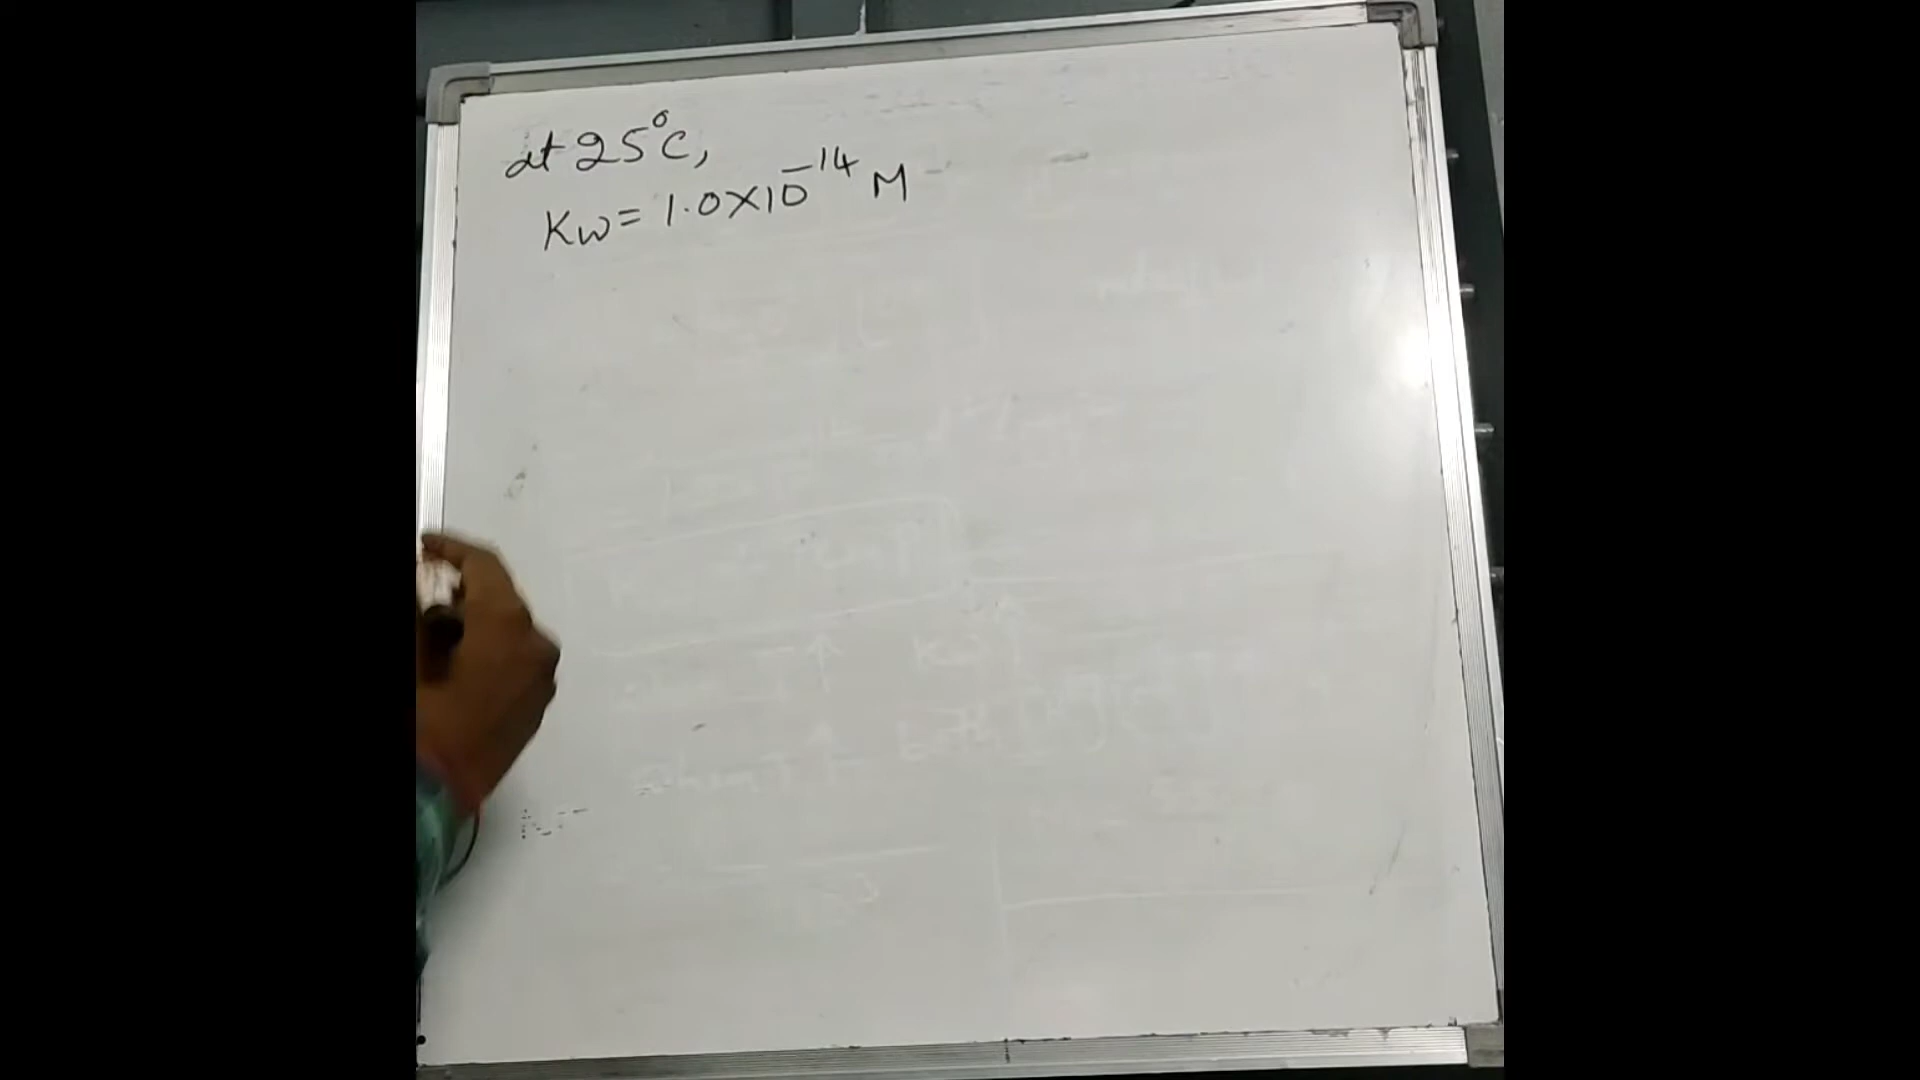 at 25°C,
Kw = 1.0×10⁻¹⁴ M